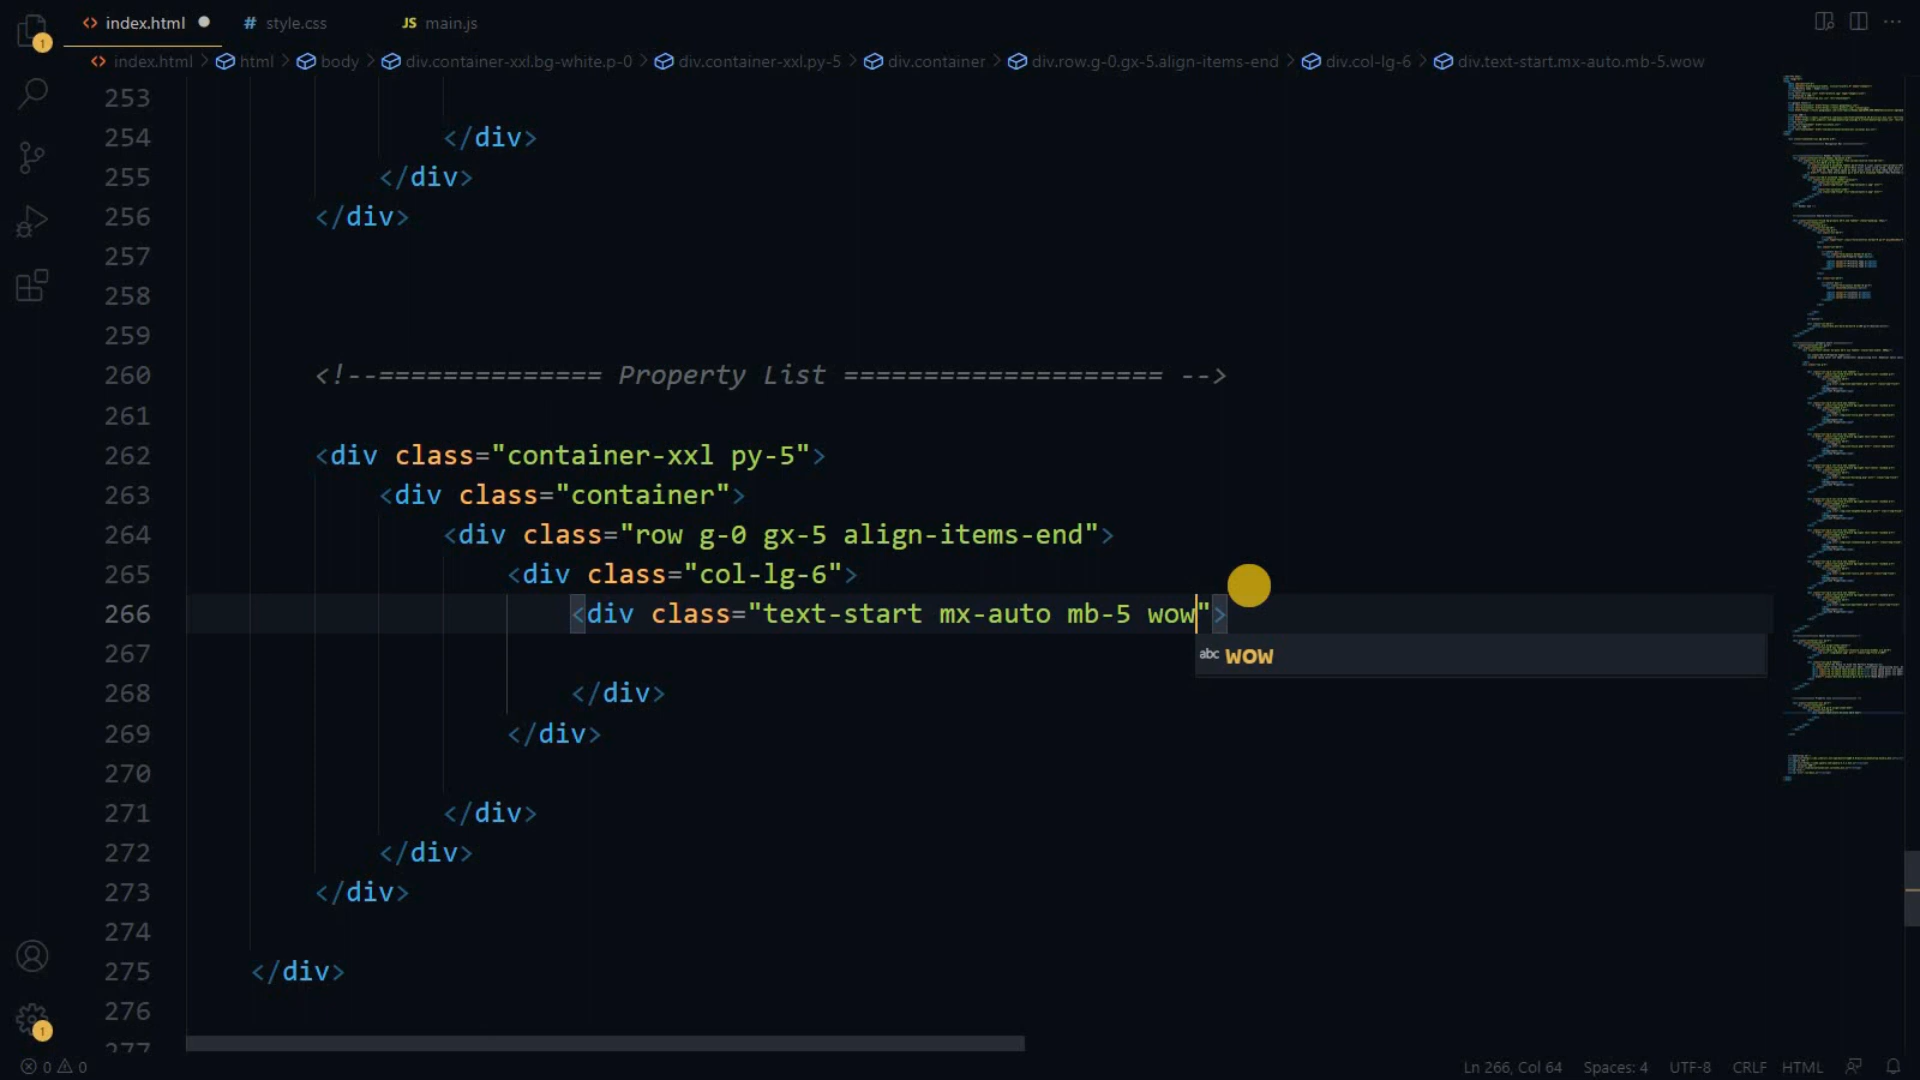 index.html
style.css
JS main.js
index.html > html > body > div.container-xxl.bg-white.p-0 > div.container-xxl.py-5 > div.container > div.row.g-0.gx-5.align-items-end > div.col-lg-6 > div.text-start.mx-auto.mb-5.wow
253
254 </div>
255 </div>
256 </div>
257
258
259
260 <!--============== Property List ==================== -->
261
262 <div class="container-xxl py-5">
263 <div class="container">
264 <div class="row g-0 gx-5 align-items-end">
265 <div class="col-lg-6">
266 <div class="text-start mx-auto mb-5 wow">
abc wow
267
268 </div>
269 </div>
270
271 </div>
272 </div>
273 </div>
274
275 </div>
276
277
1
1
0 0
Ln 266, Col 64 Spaces: 4 UTF-8 CRLF HTML